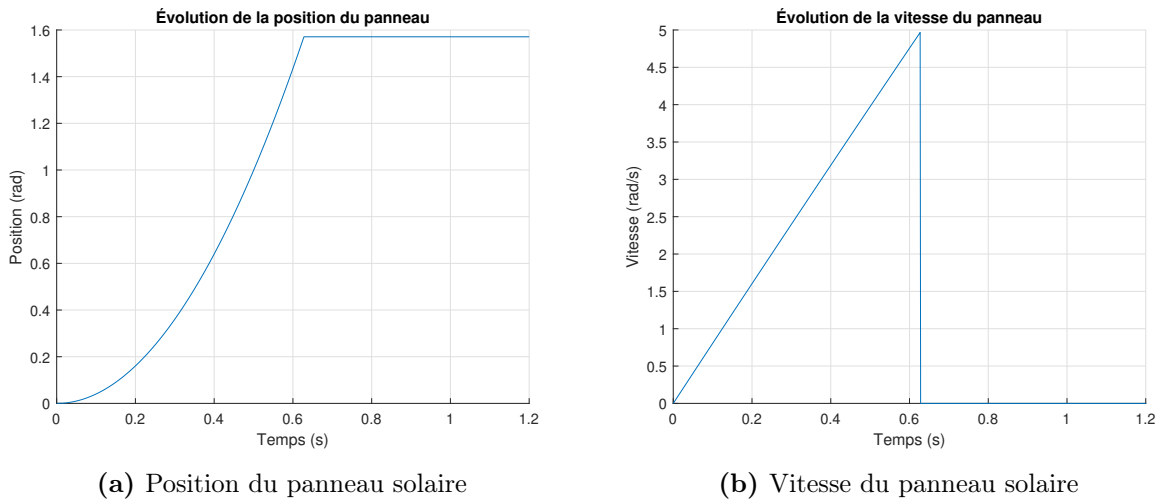 Évolution de la position du panneau
1.6
1.4
1.2
1
0.8
0.6
0.4
0.2
0
0 0.2 0.4 0.6 0.8 1 1.2
Position (rad)
Temps (s)
(a) Position du panneau solaire
Évolution de la vitesse du panneau
5
4.5
4
3.5
3
2.5
2
1.5
1
0.5
0
0 0.2 0.4 0.6 0.8 1 1.2
Vitesse (rad/s)
Temps (s)
(b) Vitesse du panneau solaire